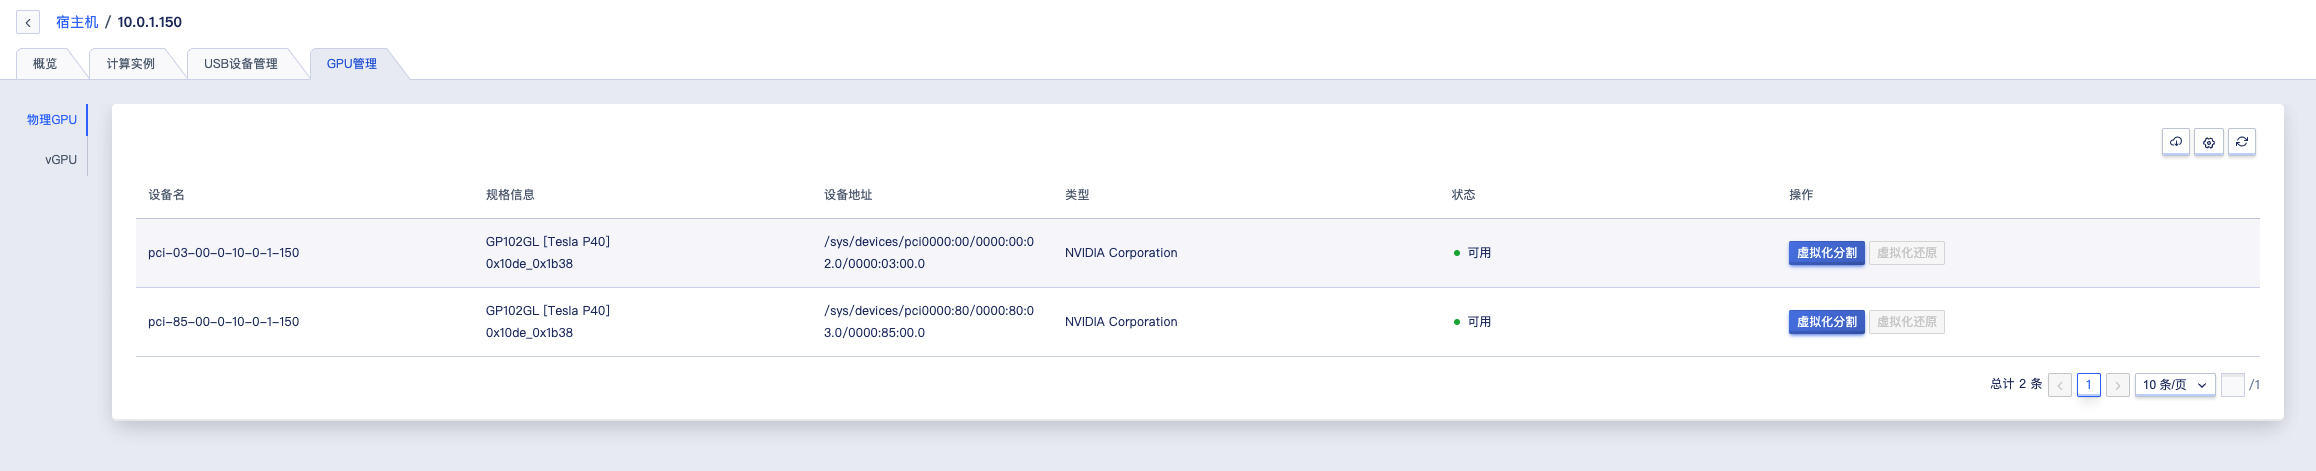 宿主机 / 10.0.1.150
概览 计算实例 USB设备管理 GPU管理
物理GPU
vGPU
设备名 规格信息 设备地址 类型 状态 操作
pci-03-00-0-10-0-1-150 GP102GL [Tesla P40] 0x10de_0x1b38 /sys/devices/pci0000:00/0000:00:02.0/0000:03:00.0 NVIDIA Corporation 可用 虚拟化分割 虚拟化还原
pci-85-00-0-10-0-1-150 GP102GL [Tesla P40] 0x10de_0x1b38 /sys/devices/pci0000:80/0000:80:03.0/0000:85:00.0 NVIDIA Corporation 可用 虚拟化分割 虚拟化还原
总计 2 条 1 10 条/页 /1